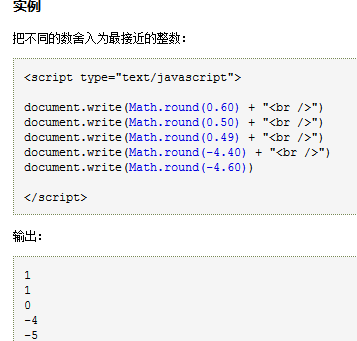 实例
把不同的数舍入为最接近的整数：
<script type="text/javascript">
document.write(Math.round(0.60) + "<br />")
document.write(Math.round(0.50) + "<br />")
document.write(Math.round(0.49) + "<br />")
document.write(Math.round(-4.40) + "<br />")
document.write(Math.round(-4.60))
</script>
输出：
1
1
0
-4
-5